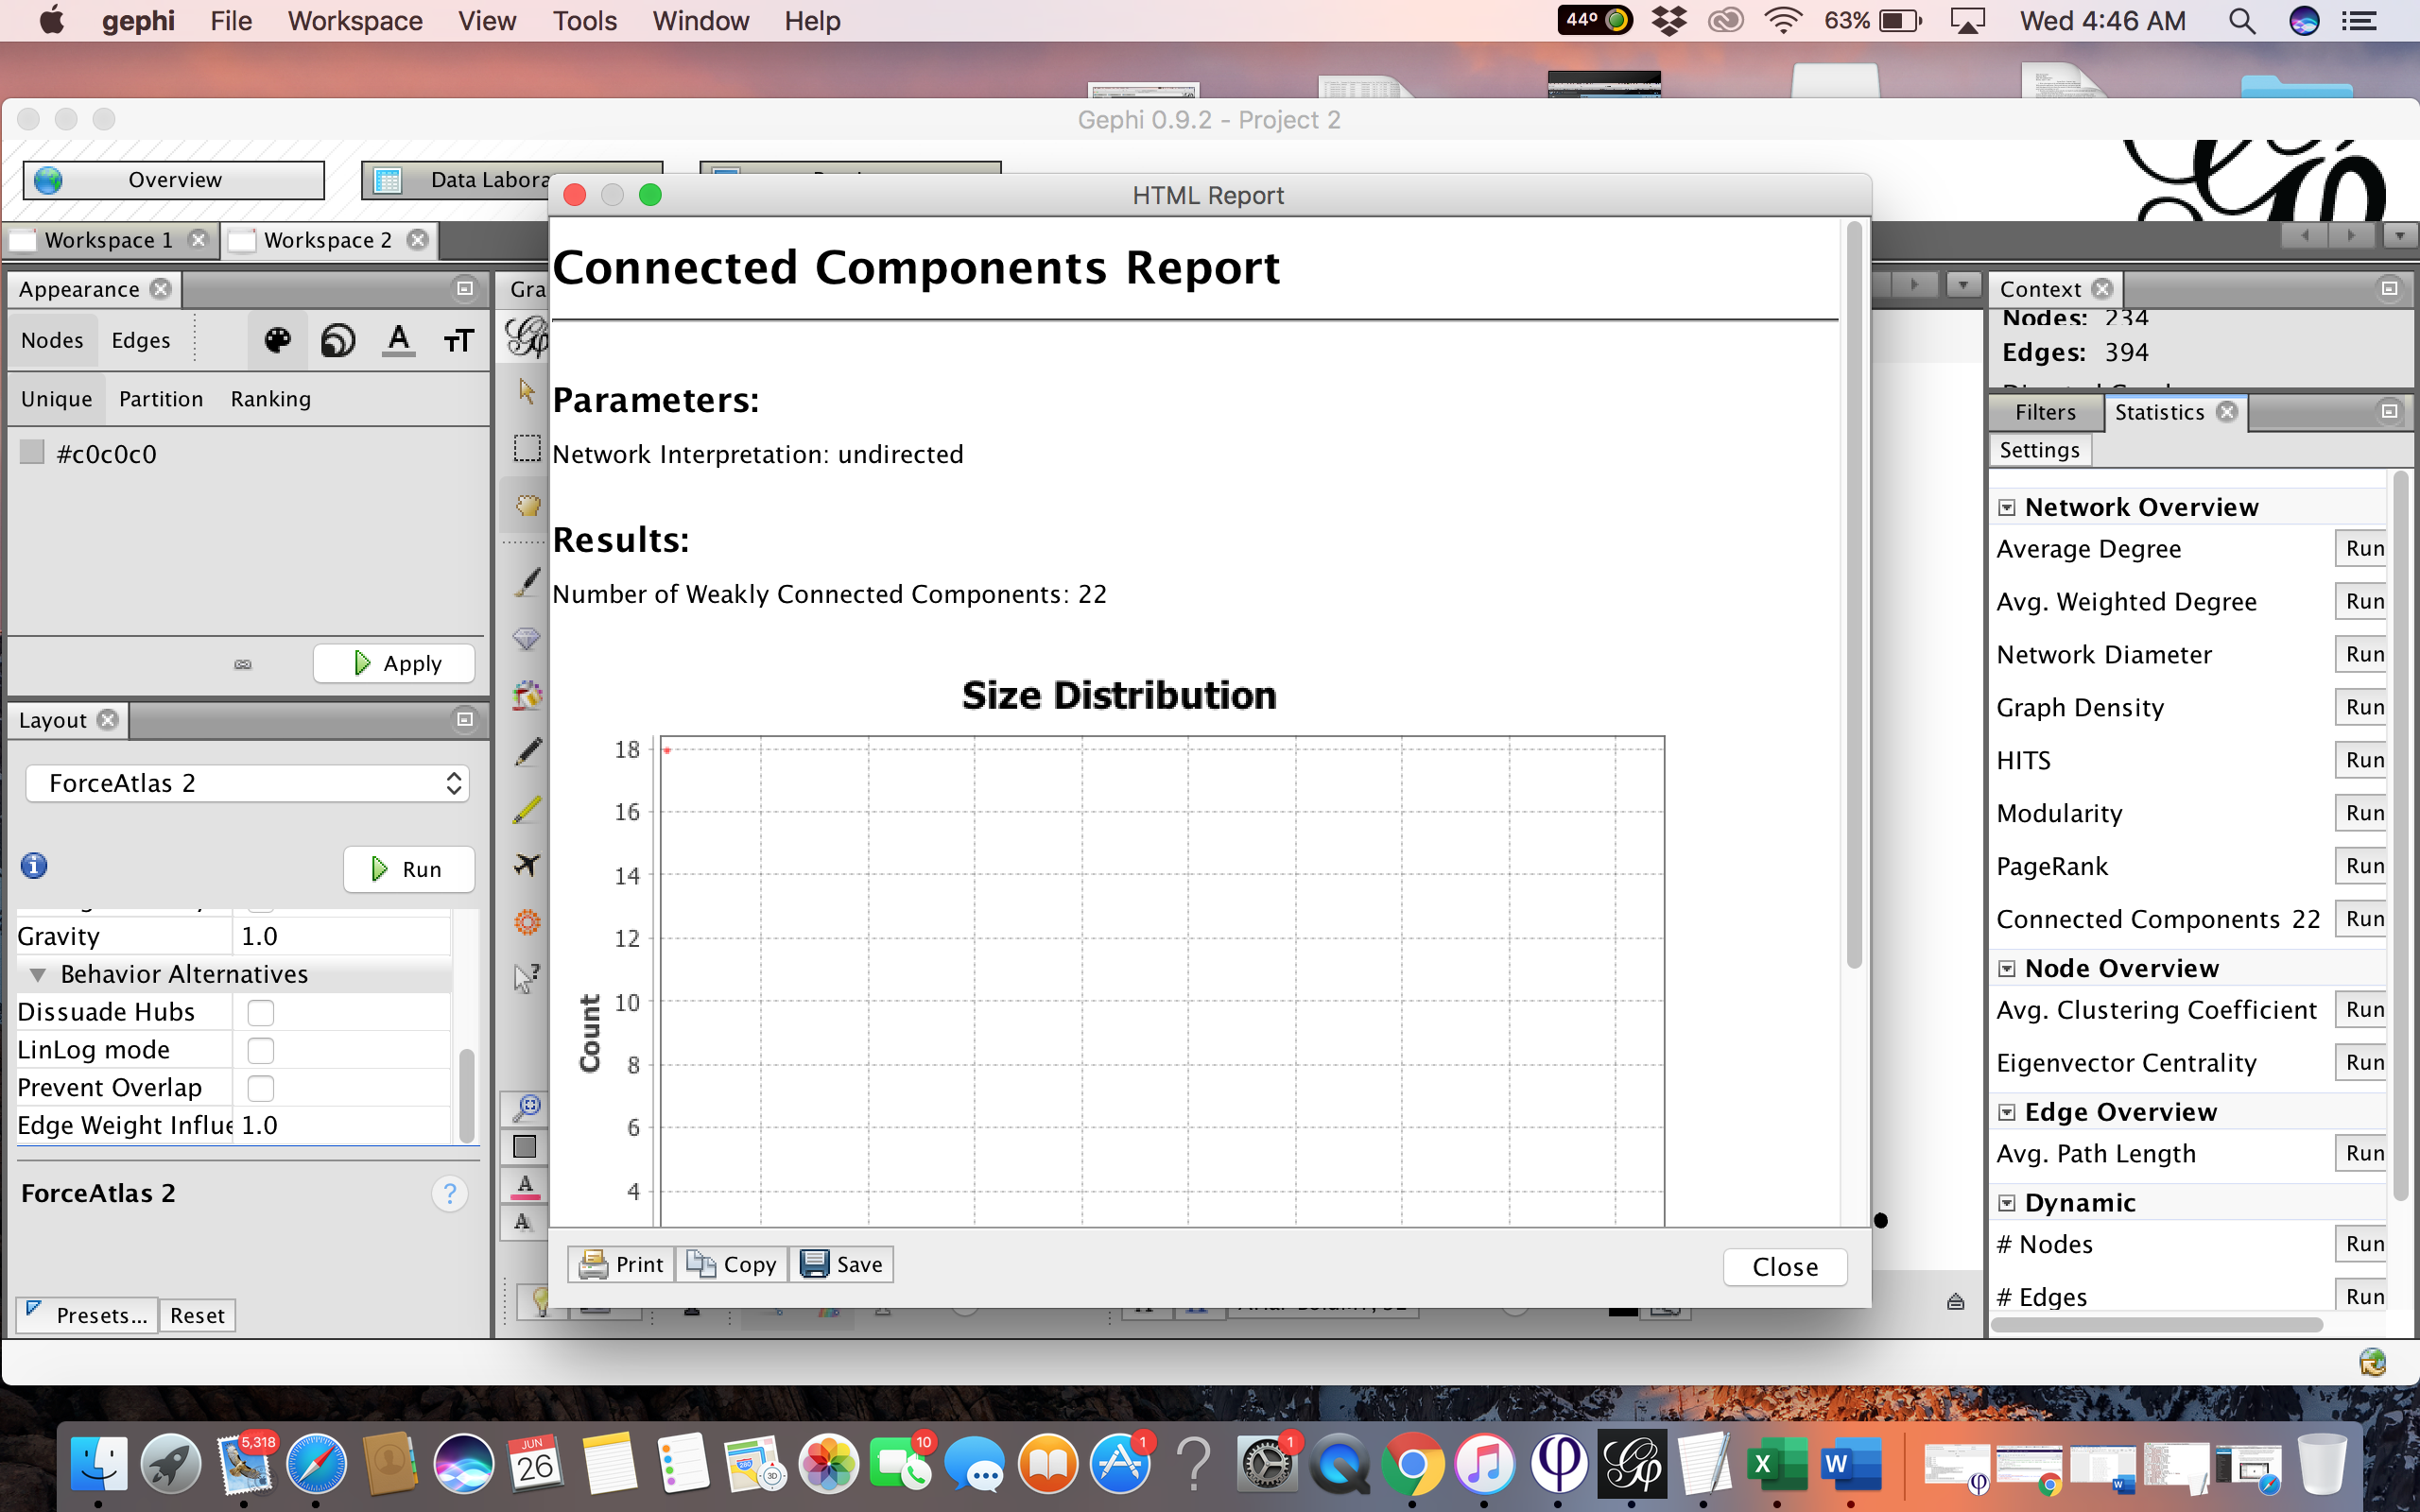 gephi File Workspace View Tools Window Help 44° 63% Wed 4:46 AM
Gephi 0.9.2 - Project 2
Overview Data Labora
Workspace 1 Workspace 2
HTML Report
Connected Components Report
Parameters:
Network Interpretation: undirected
Results:
Number of Weakly Connected Components: 22
Size Distribution
18
16
14
12
10
8
6
4
Count
Print Copy Save Close
Appearance
Nodes Edges A TT
Unique Partition Ranking
#c0c0c0
Apply
Layout
ForceAtlas 2
Run
Gravity 1.0
Behavior Alternatives
Dissuade Hubs
LinLog mode
Prevent Overlap
Edge Weight Influe 1.0
ForceAtlas 2 ?
Presets... Reset
Gra
A
A
Context
Nodes: 234
Edges: 394
Filters Statistics
Settings
Network Overview
Average Degree Run
Avg. Weighted Degree Run
Network Diameter Run
Graph Density Run
HITS Run
Modularity Run
PageRank Run
Connected Components 22 Run
Node Overview
Avg. Clustering Coefficient Run
Eigenvector Centrality Run
Edge Overview
Avg. Path Length Run
Dynamic
# Nodes Run
# Edges Run
5,318 JUN 26 3D 10 1 1 X W